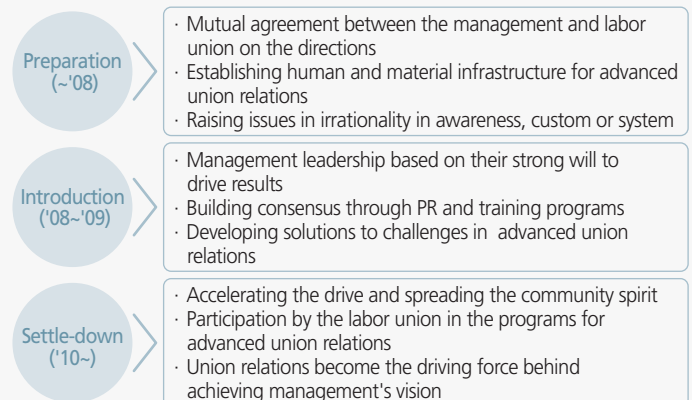 Preparation
(~'08)
· Mutual agreement between the management and labor
union on the directions
· Establishing human and material infrastructure for advanced
union relations
· Raising issues in irrationality in awareness, custom or system
Introduction
('08~'09)
· Management leadership based on their strong will to
drive results
· Building consensus through PR and training programs
· Developing solutions to challenges in advanced union
relations
Settle-down
('10~)
· Accelerating the drive and spreading the community spirit
· Participation by the labor union in the programs for
advanced union relations
· Union relations become the driving force behind
achieving management's vision